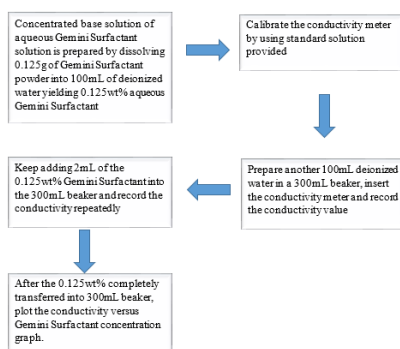 Concentrated base solution of
aqueous Gemini Surfactant
solution is prepared by dissolving
0.125g of Gemini Surfactant
powder into 100mL of deionized
water yielding 0.125wt% aqueous
Gemini Surfactant
Calibrate the conductivity meter
by using standard solution
provided
Prepare another 100mL deionized
water in a 300mL beaker, insert
the conductivity meter and record
the conductivity value
Keep adding 2mL of the
0.125wt% Gemini Surfactant into
the 300mL beaker and record the
conductivity repeatedly
After the 0.125wt% completely
transferred into 300mL beaker,
plot the conductivity versus
Gemini Surfactant concentration
graph.